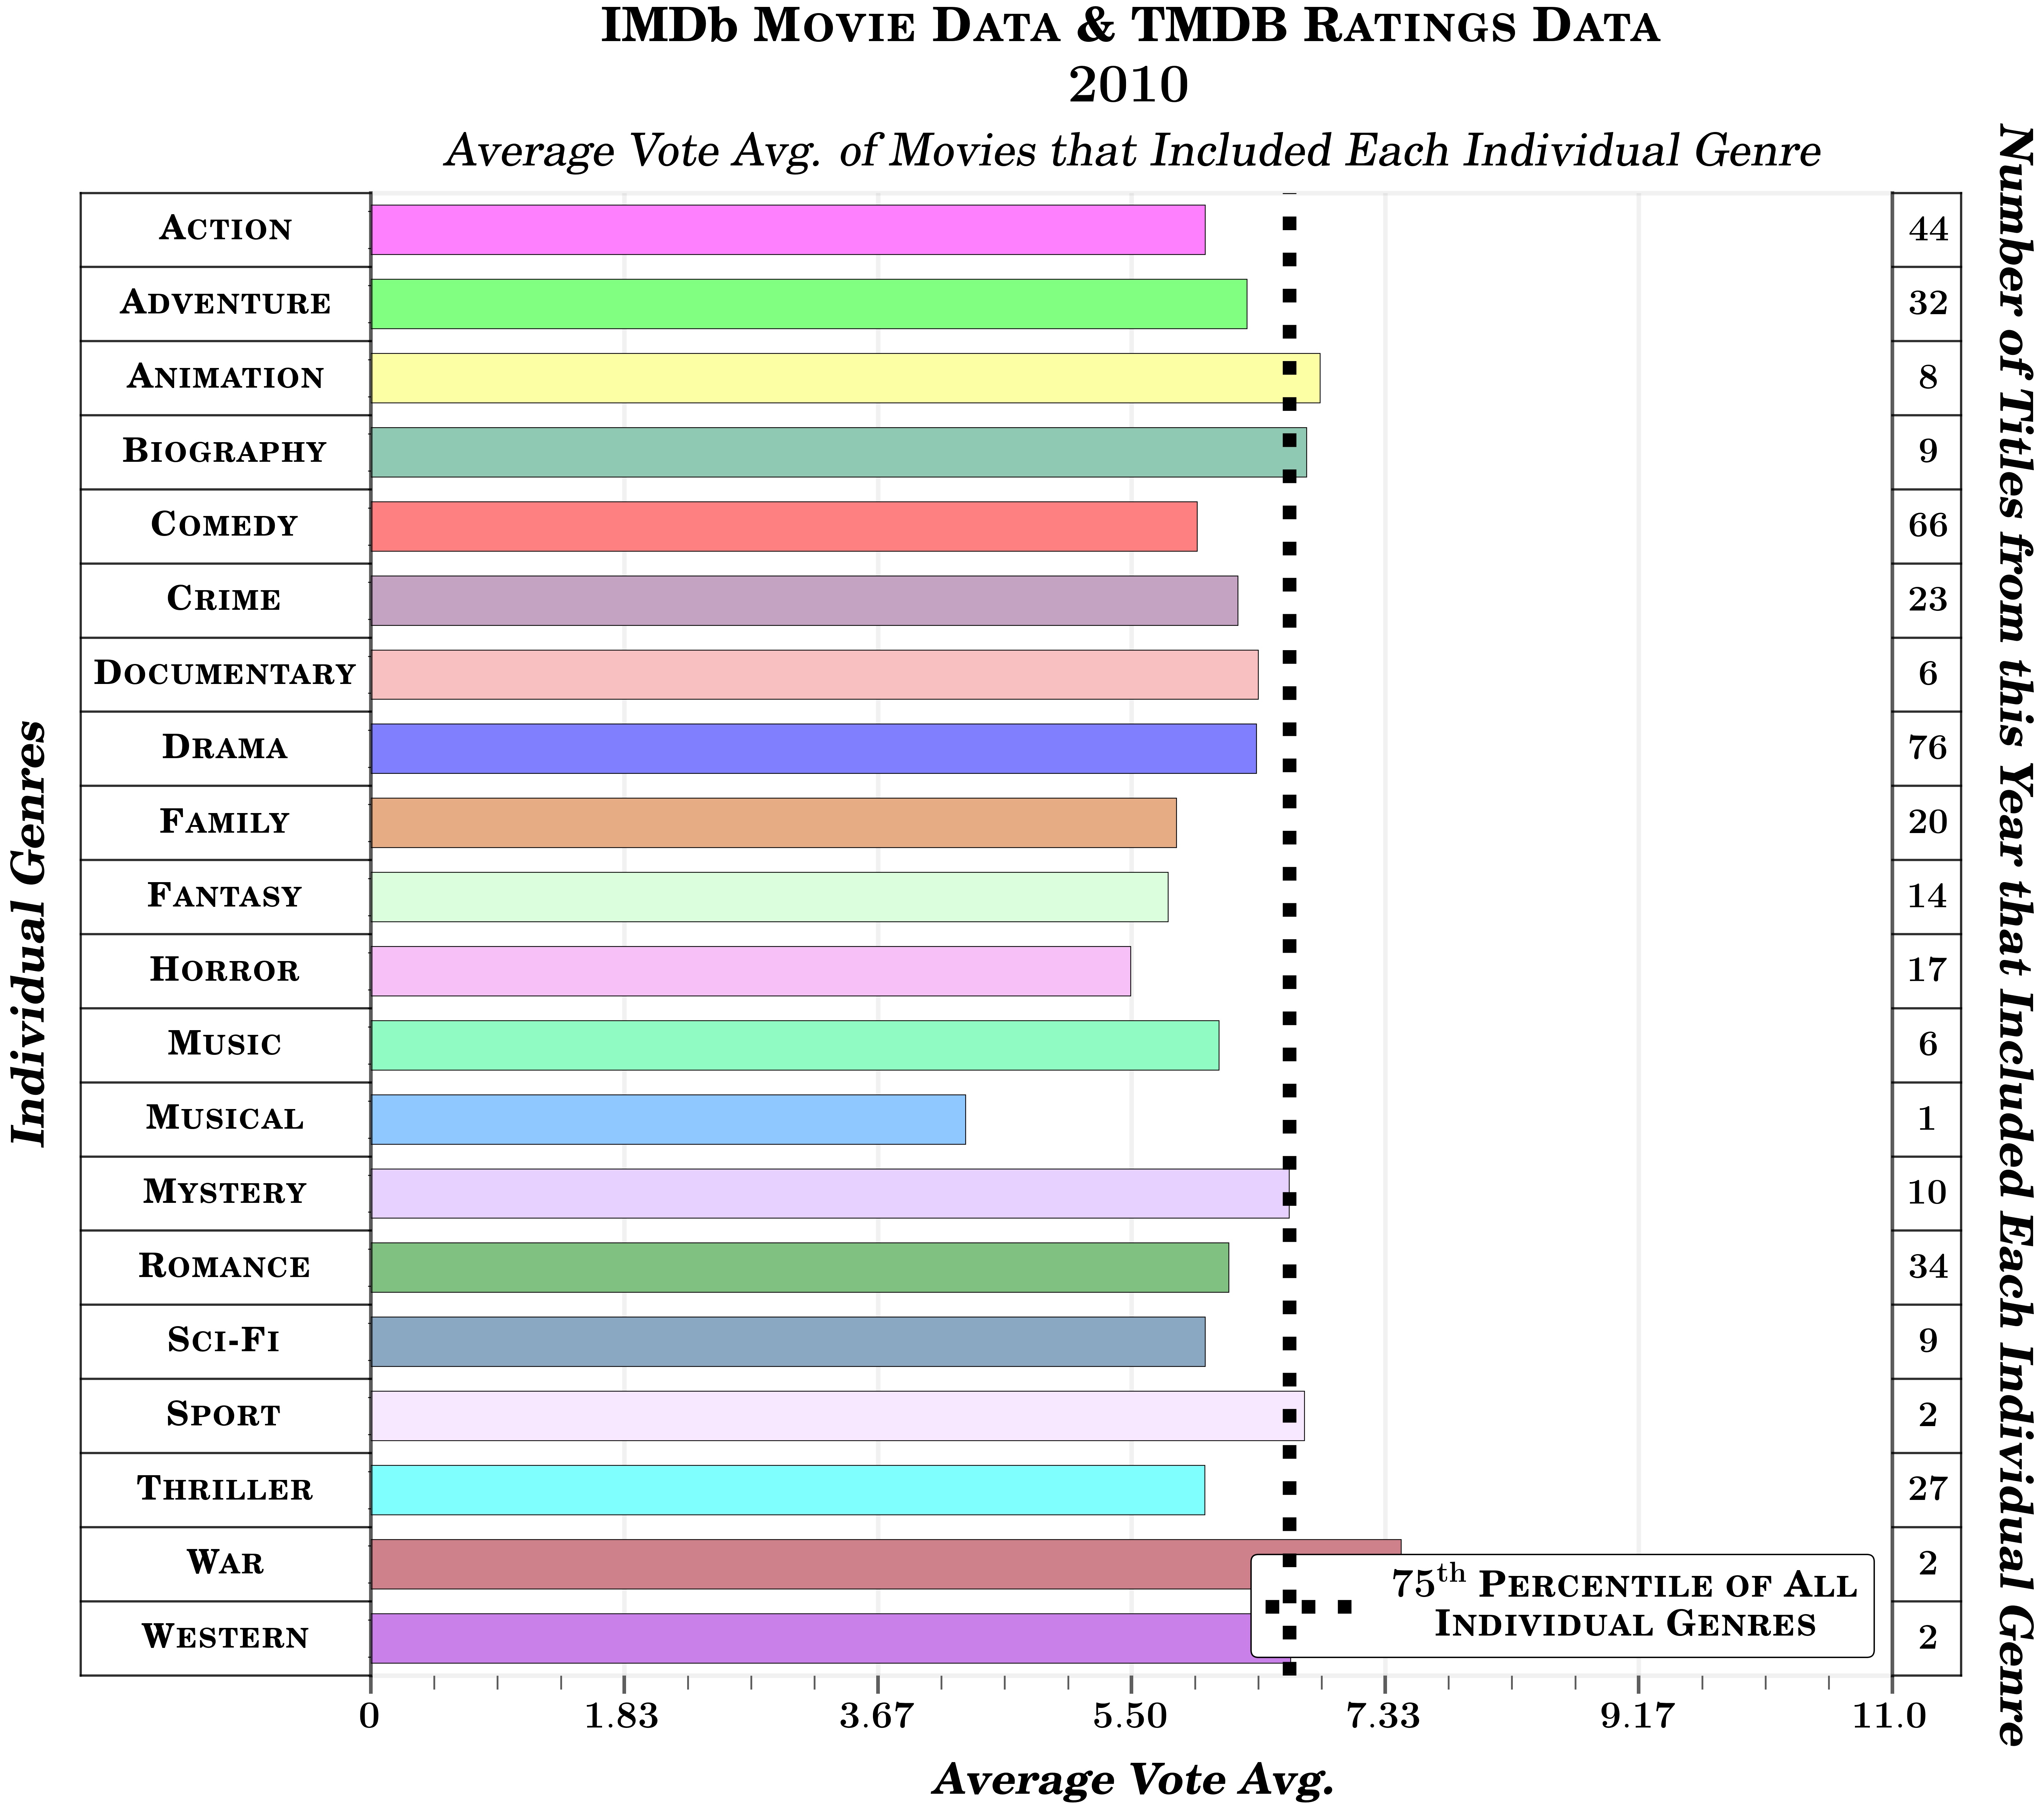 IMDb MOVIE DATA & TMDB RATINGS DATA
2010
Average Vote Avg. of Movies that Included Each Individual Genre
Individual Genres
ACTION 44
ADVENTURE 32
ANIMATION 8
BIOGRAPHY 9
COMEDY 66
CRIME 23
DOCUMENTARY 6
DRAMA 76
FAMILY 20
FANTASY 14
HORROR 17
MUSIC 6
MUSICAL 1
MYSTERY 10
ROMANCE 34
SCI-FI 9
SPORT 2
THRILLER 27
WAR 2
WESTERN 2
75th PERCENTILE OF ALL
INDIVIDUAL GENRES
0 1.83 3.67 5.50 7.33 9.17 11.0
Average Vote Avg.
Number of Titles from this Year that Included Each Individual Genre